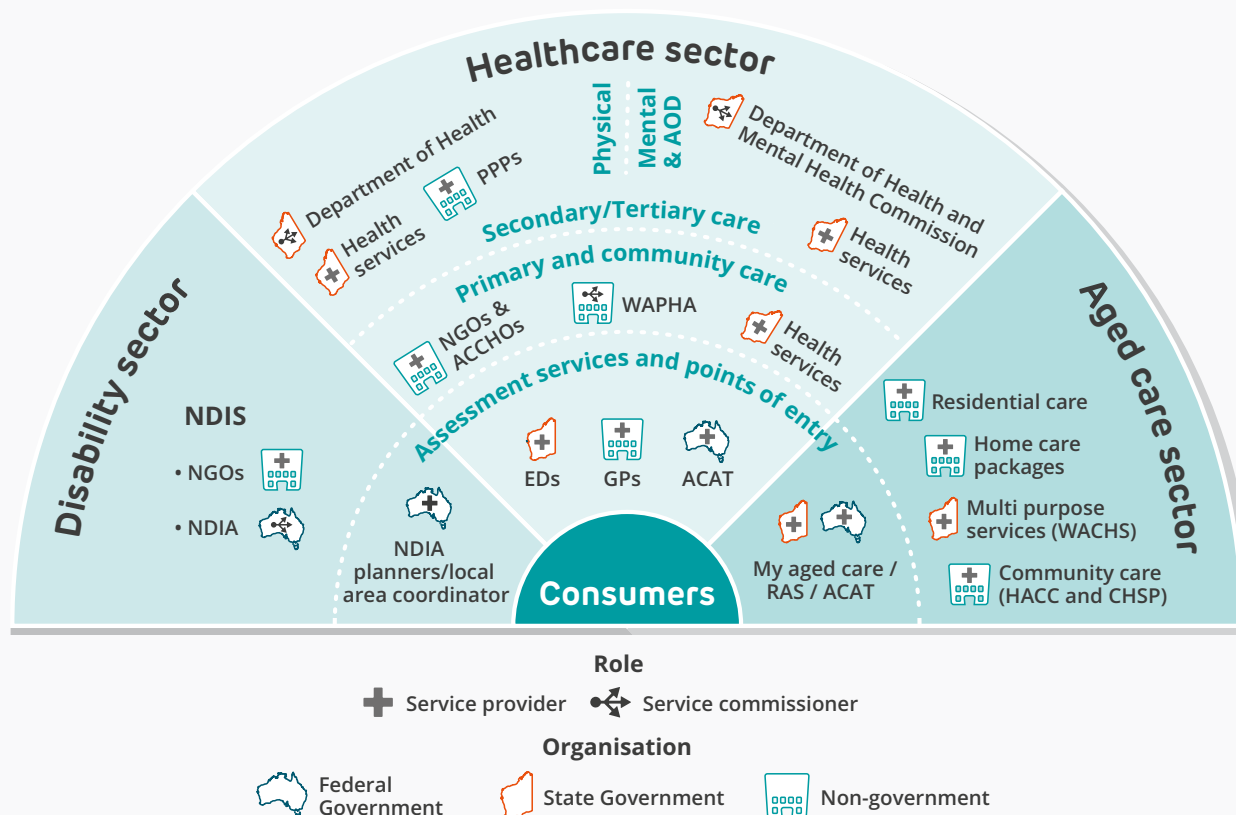 Healthcare sector
Physical
Mental
& AOD
Department of Health
PPPs
Health
services
Department of Health and
Mental Health Commission
Health
services
Secondary/Tertiary care
Primary and community care
NGOs &
ACCHOs
WAPHA
Health
services
Assessment services and points of entry
EDs
GPs
ACAT
Disability sector
NDIS
• NGOs
• NDIA
NDIA
planners/local
area coordinator
Consumers
My aged care /
RAS / ACAT
Aged care sector
Residential care
Home care
packages
Multi purpose
services (WACHS)
Community care
(HACC and CHSP)
Role
Service provider
Service commissioner
Organisation
Federal
Government
State Government
Non-government